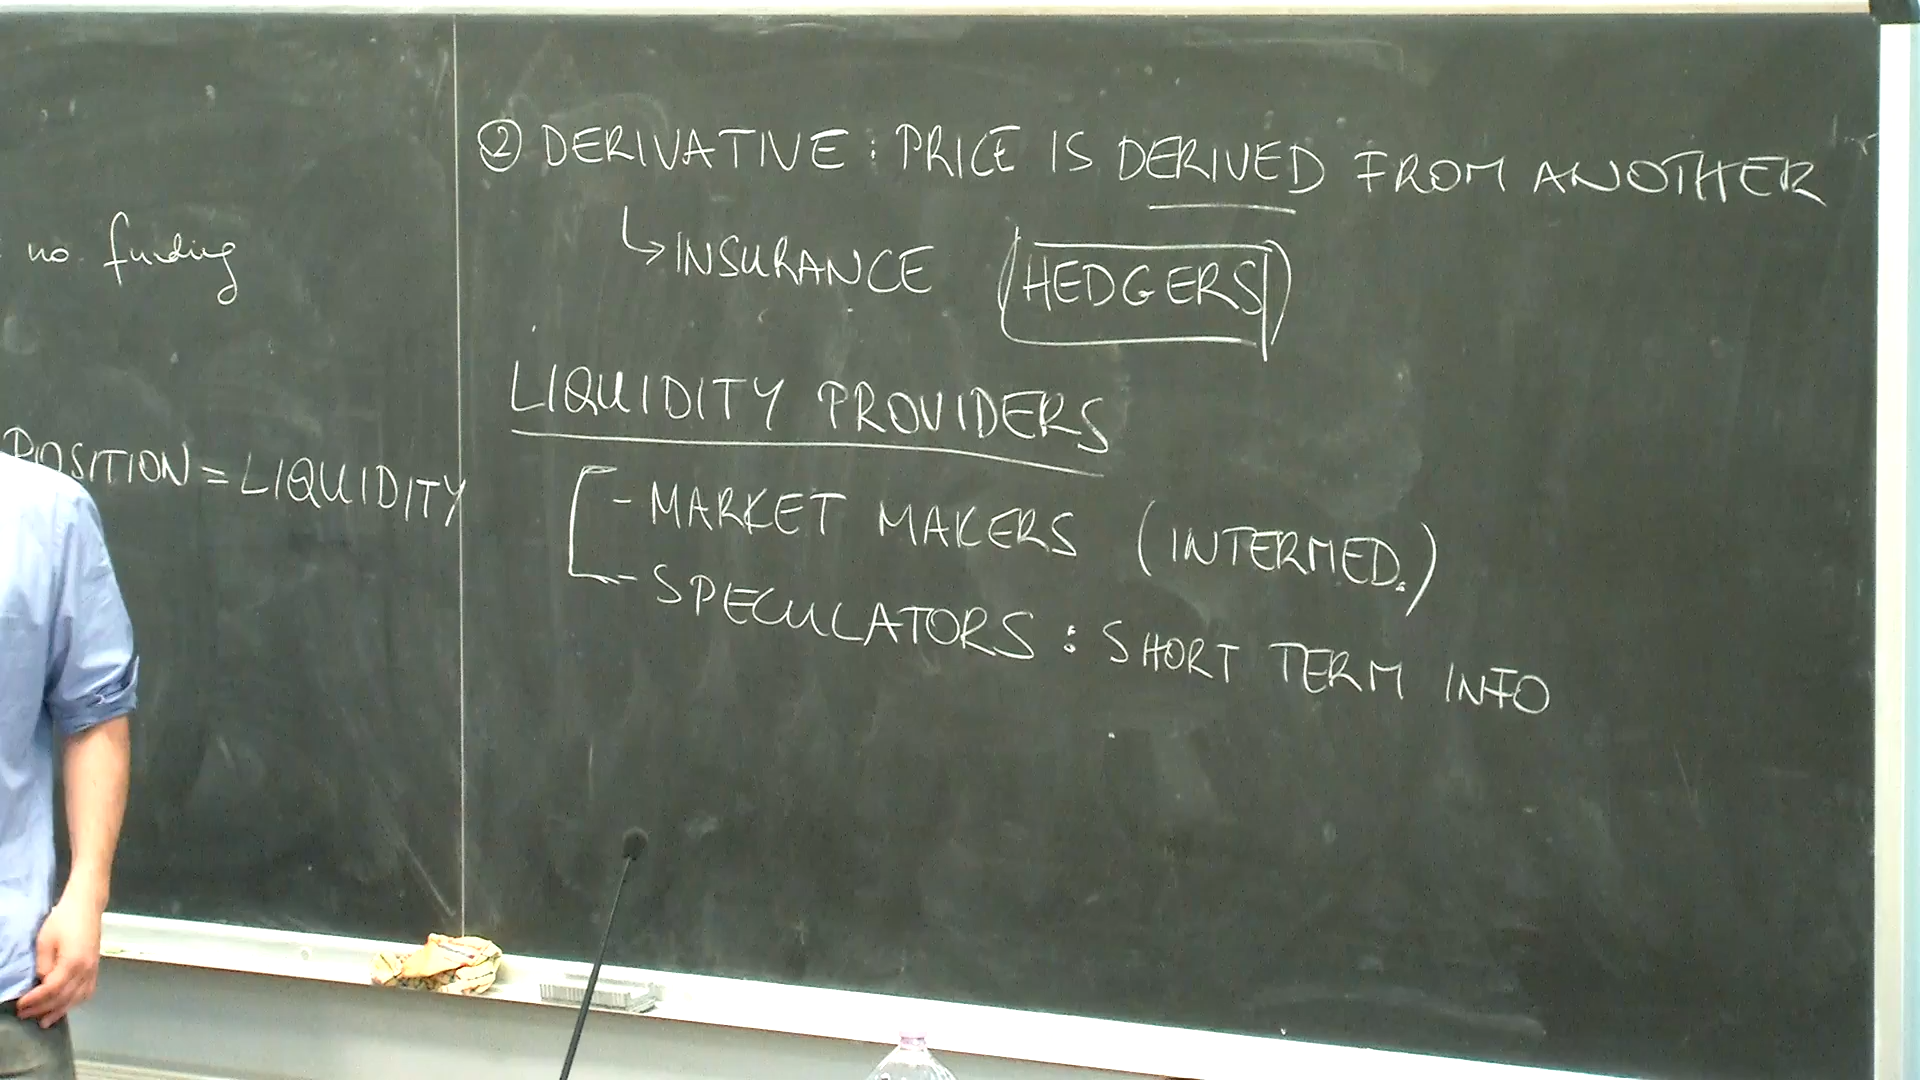 no funding
POSITION = LIQUIDITY
② DERIVATIVE : PRICE IS DERIVED FROM ANOTHER
↳ INSURANCE (HEDGERS)
LIQUIDITY PROVIDERS
- MARKET MAKERS (INTERMED.)
- SPECULATORS : SHORT TERM INFO